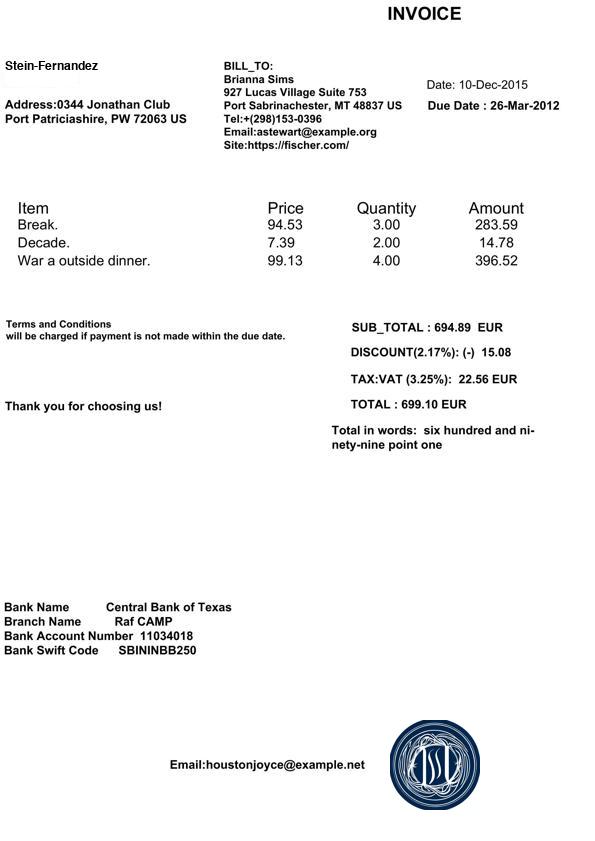 INVOICE
Stein-Fernandez
Address:0344 Jonathan Club
Port Patriciashire, PW 72063 US
BILL_TO:
Brianna Sims
927 Lucas Village Suite 753
Port Sabrinachester, MT 48837 US
Tel:+(298)153-0396
Email:astewart@example.org
Site:https://fischer.com/
Date: 10-Dec-2015
Due Date : 26-Mar-2012
Item Price Quantity Amount
Break. 94.53 3.00 283.59
Decade. 7.39 2.00 14.78
War a outside dinner. 99.13 4.00 396.52
Terms and Conditions
will be charged if payment is not made within the due date.
Thank you for choosing us!
SUB_TOTAL : 694.89 EUR
DISCOUNT(2.17%): (-) 15.08
TAX:VAT (3.25%): 22.56 EUR
TOTAL : 699.10 EUR
Total in words: six hundred and ni-
nety-nine point one
Bank Name Central Bank of Texas
Branch Name Raf CAMP
Bank Account Number 11034018
Bank Swift Code SBININBB250
Email:houstonjoyce@example.net